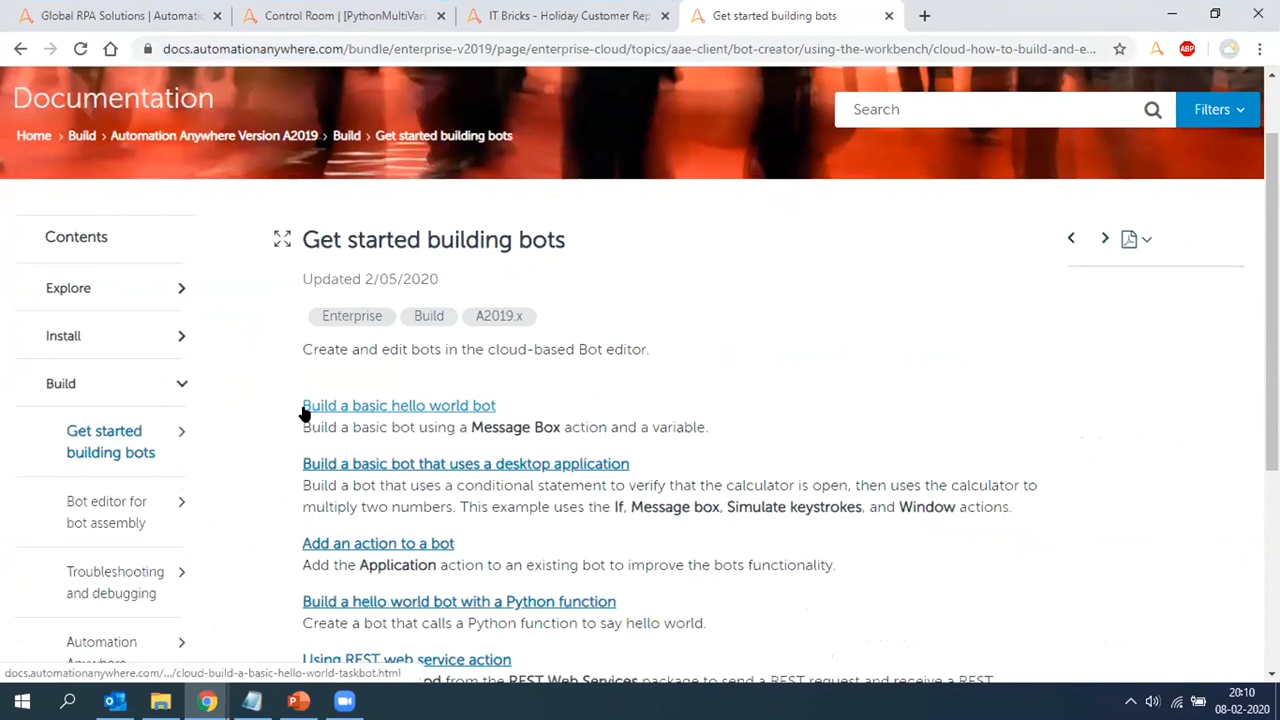 Global RPA Solutions | Automatic
Control Room | [PythonMultiVari
IT Bricks - Holiday Customer Rep
Get started building bots
docs.automationanywhere.com/bundle/enterprise-v2019/page/enterprise-cloud/topics/aae-client/bot-creator/using-the-workbench/cloud-how-to-build-and-e...
ABP
Documentation
Search
Filters
Home > Build > Automation Anywhere Version A2019 > Build > Get started building bots
Contents
Explore
Install
Build
Get started
building bots
Bot editor for
bot assembly
Troubleshooting
and debugging
Automation
Get started building bots
Updated 2/05/2020
Enterprise
Build
A2019.x
Create and edit bots in the cloud-based Bot editor.
Build a basic hello world bot
Build a basic bot using a Message Box action and a variable.
Build a basic bot that uses a desktop application
Build a bot that uses a conditional statement to verify that the calculator is open, then uses the calculator to
multiply two numbers. This example uses the If, Message box, Simulate keystrokes, and Window actions.
Add an action to a bot
Add the Application action to an existing bot to improve the bots functionality.
Build a hello world bot with a Python function
Create a bot that calls a Python function to say hello world.
Using REST web service action
from the REST Web Services package to send a REST request and receive a REST
docs.automationanywhere.com/.../cloud-build-a-basic-hello-world-taskbot.html
20:10
08-02-2020